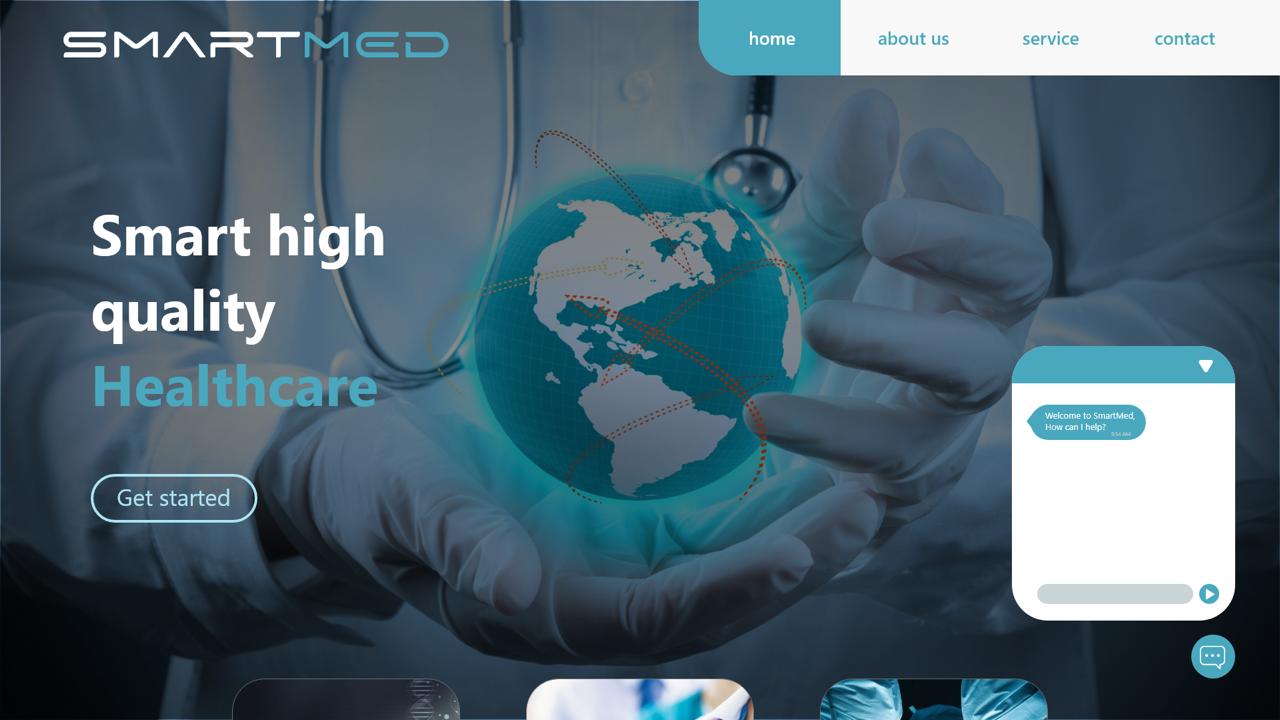 SMARTMED
home
about us
service
contact
Smart high
quality
Healthcare
Get started
Welcome to SmartMed,
How can I help?
9:54 AM